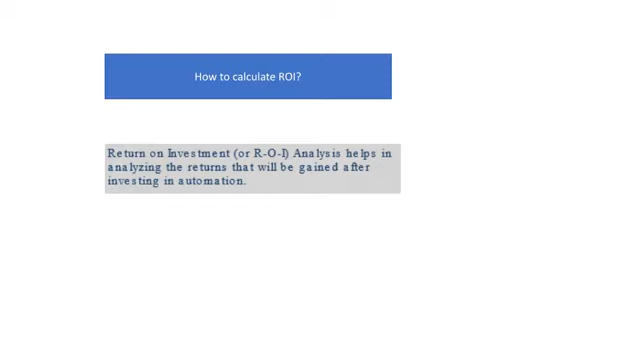 How to calculate ROI?
Return on Investment (or R-O-I) Analysis helps in
analyzing the returns that will be gained after
investing in automation.